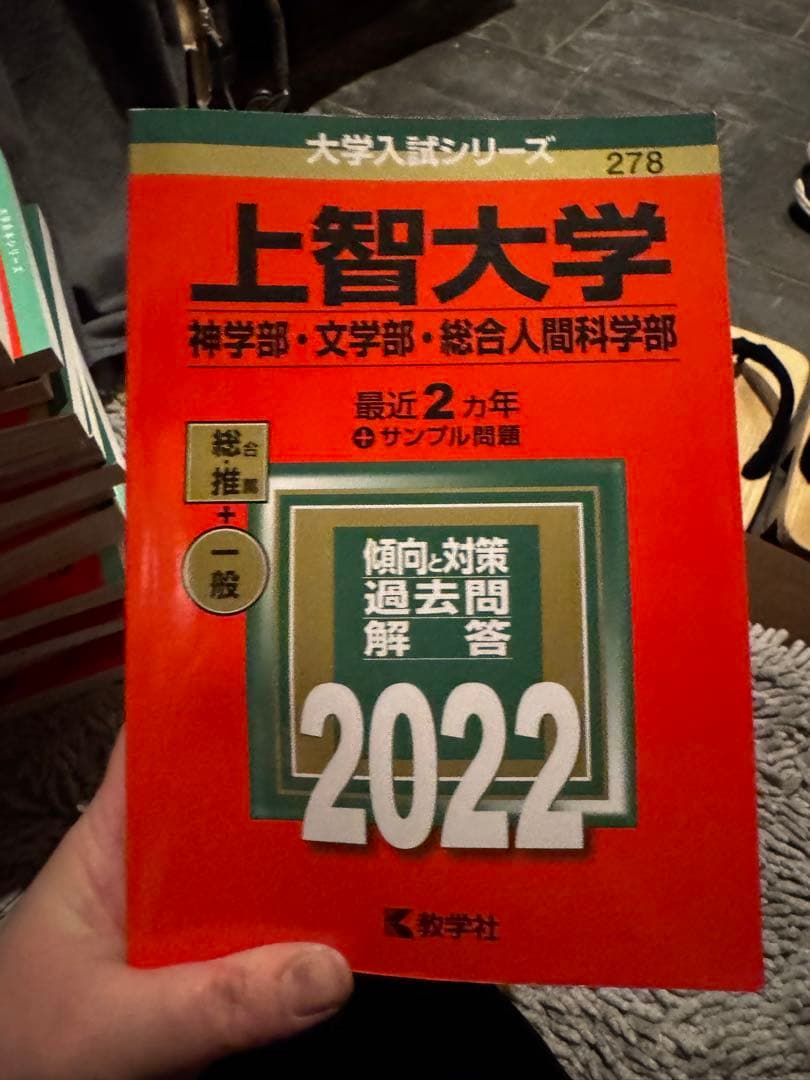 大学入試シリーズ
278
上智大学
神学部・文学部・総合人間科学部
最近2カ年
+サンプル問題
総合・
推薦
+
一般
傾向と対策
過去問
解答
2022
教学社